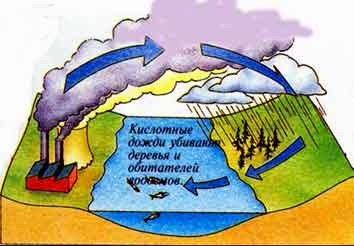 Кислотные
дожди убивают
деревья и
обитателей
водоемов.